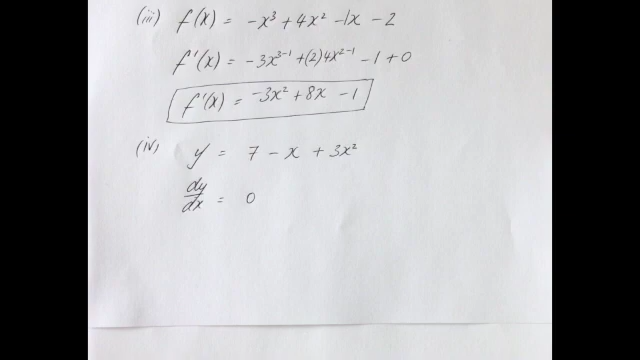 (iii) f(x) = -x³ + 4x² - 1x - 2
f'(x) = -3x³⁻¹ + (2)4x²⁻¹ - 1 + 0
f'(x) = -3x² + 8x - 1
(iv) y = 7 - x + 3x²
dy/dx = 0